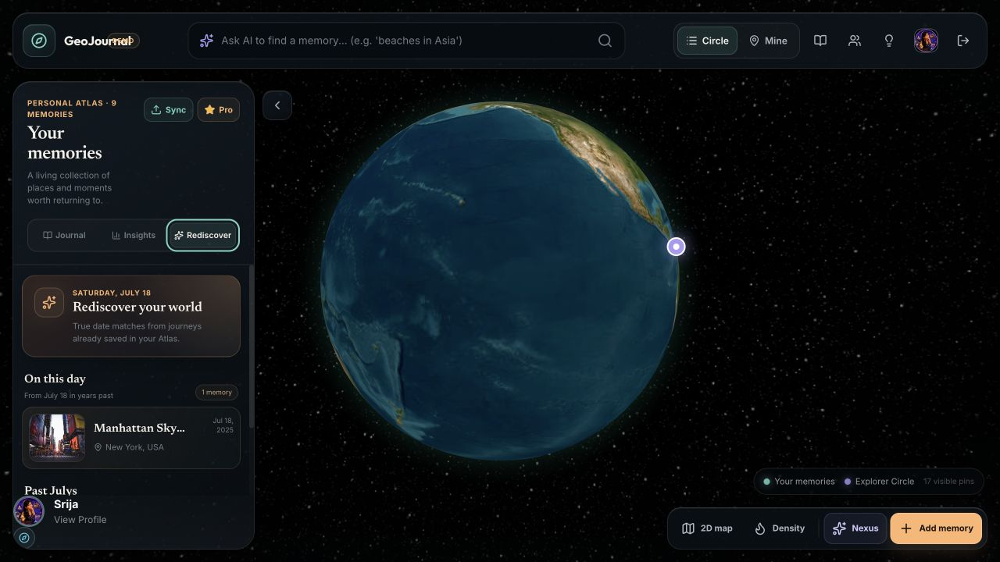 GeoJournal
Ask AI to find a memory... (e.g. 'beaches in Asia')
Circle
Mine
PERSONAL ATLAS · 9
MEMORIES
Sync
Pro
Your
memories
A living collection of
places and moments
worth returning to.
Journal
Insights
Rediscover
SATURDAY, JULY 18
Rediscover your world
True date matches from journeys
already saved in your Atlas.
On this day
From July 18 in years past
1 memory
Manhattan Sky...
Jul 18,
2025
New York, USA
Past Julys
Srija
View Profile
Your memories
Explorer Circle
17 visible pins
2D map
Density
Nexus
Add memory